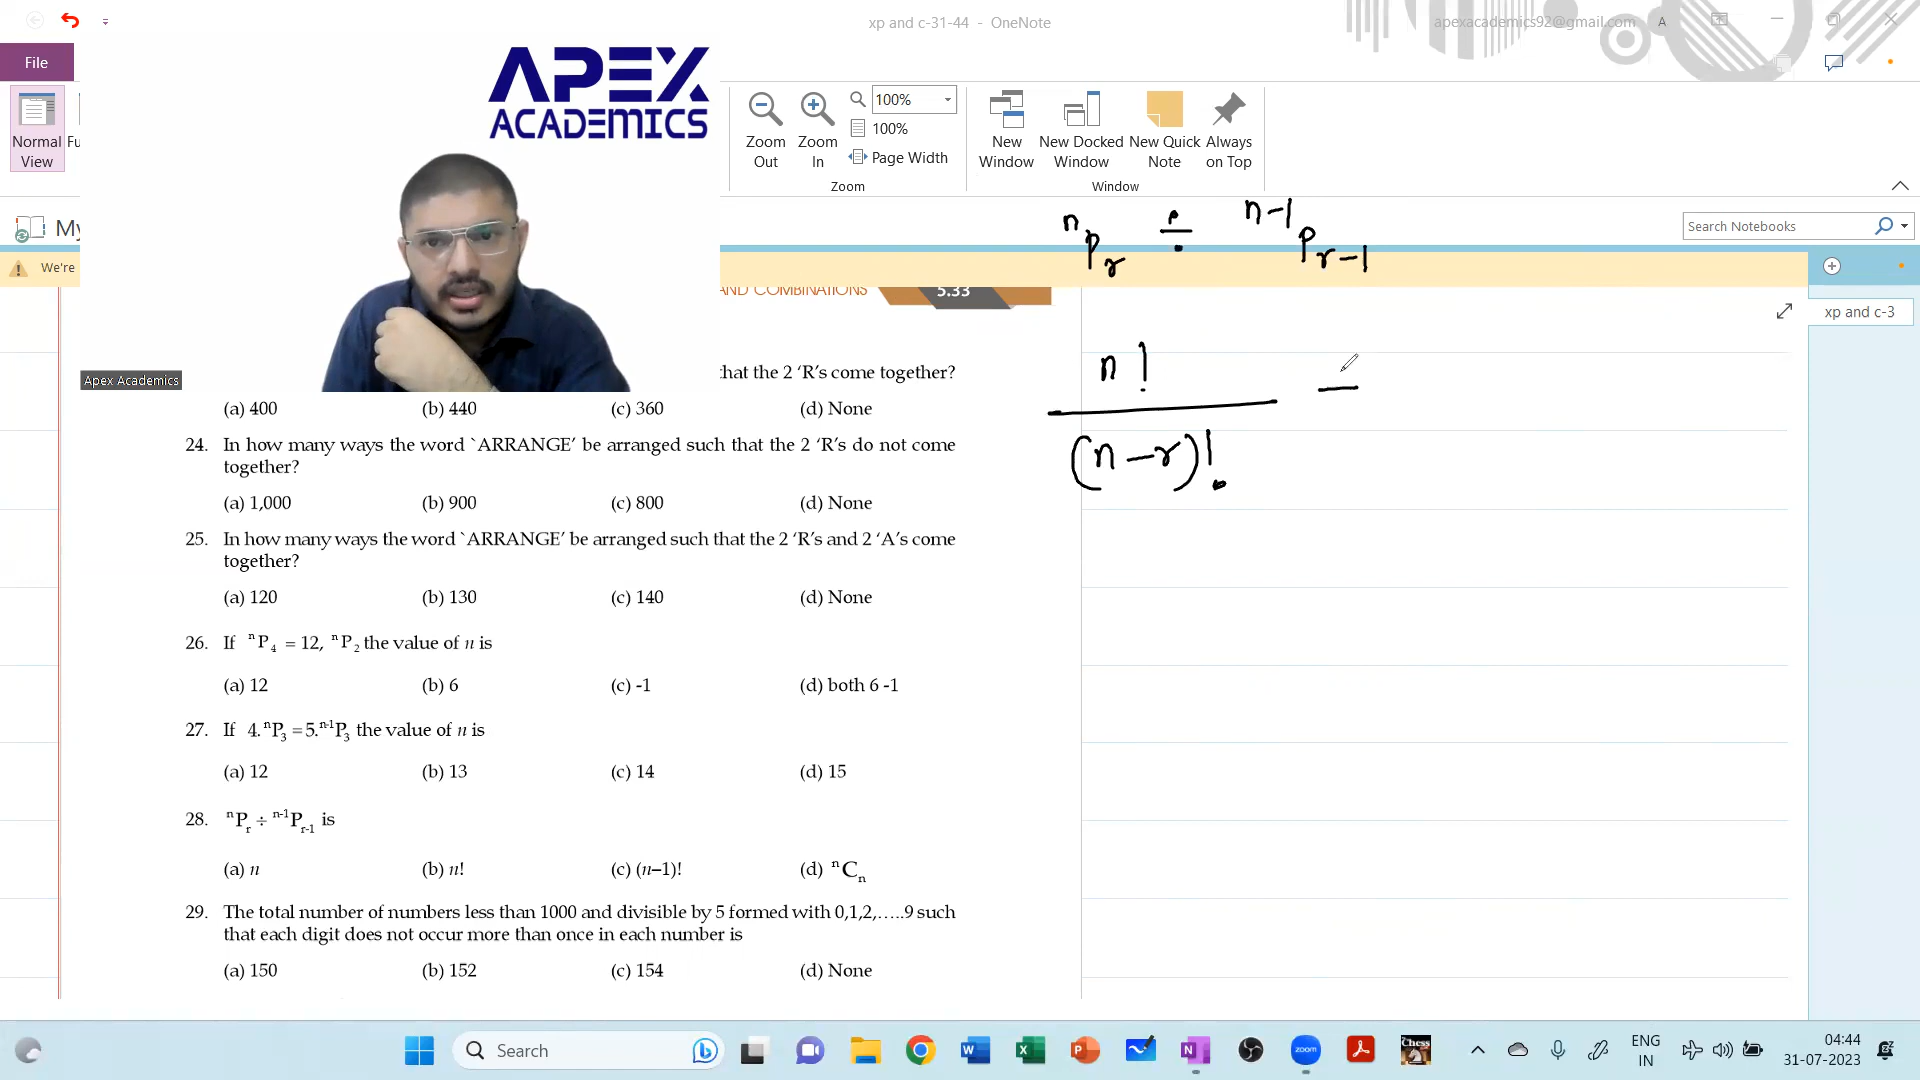 xp and c-31-44 - OneNote
apexacademics92@gmail.com A
File
APEX
ACADEMICS
Normal
View
Fu
Zoom
Out
Zoom
In
100%
100%
Page Width
Zoom
New
Window
New Docked
Window
New Quick
Note
Always
on Top
Window
My
Search Notebooks
We're
ⁿPᵣ ÷ ⁿ⁻¹Pᵣ₋₁
AND COMBINATIONS 5.33
xp and c-3
n!
(n-r)!
Apex Academics
that the 2 'R's come together?
(a) 400 (b) 440 (c) 360 (d) None
24. In how many ways the word `ARRANGE' be arranged such that the 2 'R's do not come
together?
(a) 1,000 (b) 900 (c) 800 (d) None
25. In how many ways the word `ARRANGE' be arranged such that the 2 'R's and 2 'A's come
together?
(a) 120 (b) 130 (c) 140 (d) None
26. If ⁿP₄ = 12, ⁿP₂ the value of n is
(a) 12 (b) 6 (c) -1 (d) both 6 -1
27. If 4.ⁿP₃ = 5.ⁿ⁻¹P₃ the value of n is
(a) 12 (b) 13 (c) 14 (d) 15
28. ⁿPᵣ ÷ ⁿ⁻¹Pᵣ₋₁ is
(a) n (b) n! (c) (n–1)! (d) ⁿCₙ
29. The total number of numbers less than 1000 and divisible by 5 formed with 0,1,2,.....9 such
that each digit does not occur more than once in each number is
(a) 150 (b) 152 (c) 154 (d) None
Search
zoom
Chess
ENG
IN
04:44
31-07-2023